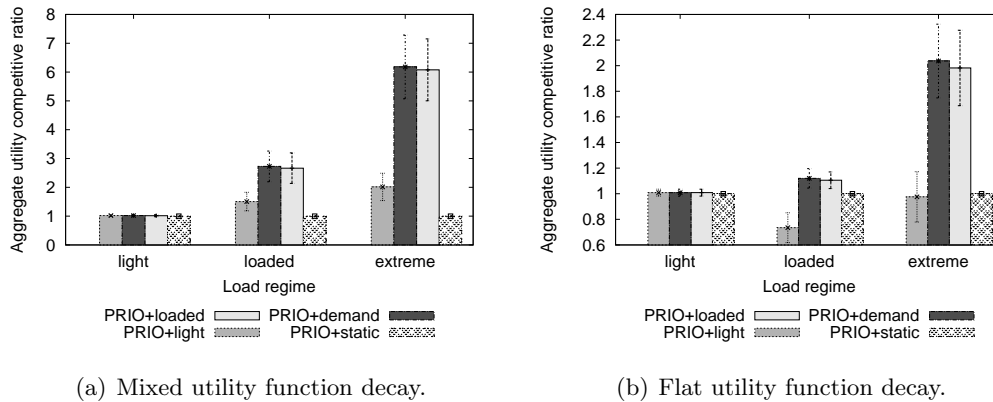 Aggregate utility competitive ratio
8
7
6
5
4
3
2
1
0
light loaded extreme
Load regime
PRIO+loaded PRIO+demand
PRIO+light PRIO+static
(a) Mixed utility function decay.
Aggregate utility competitive ratio
2.4
2.2
2
1.8
1.6
1.4
1.2
1
0.8
0.6
light loaded extreme
Load regime
PRIO+loaded PRIO+demand
PRIO+light PRIO+static
(b) Flat utility function decay.